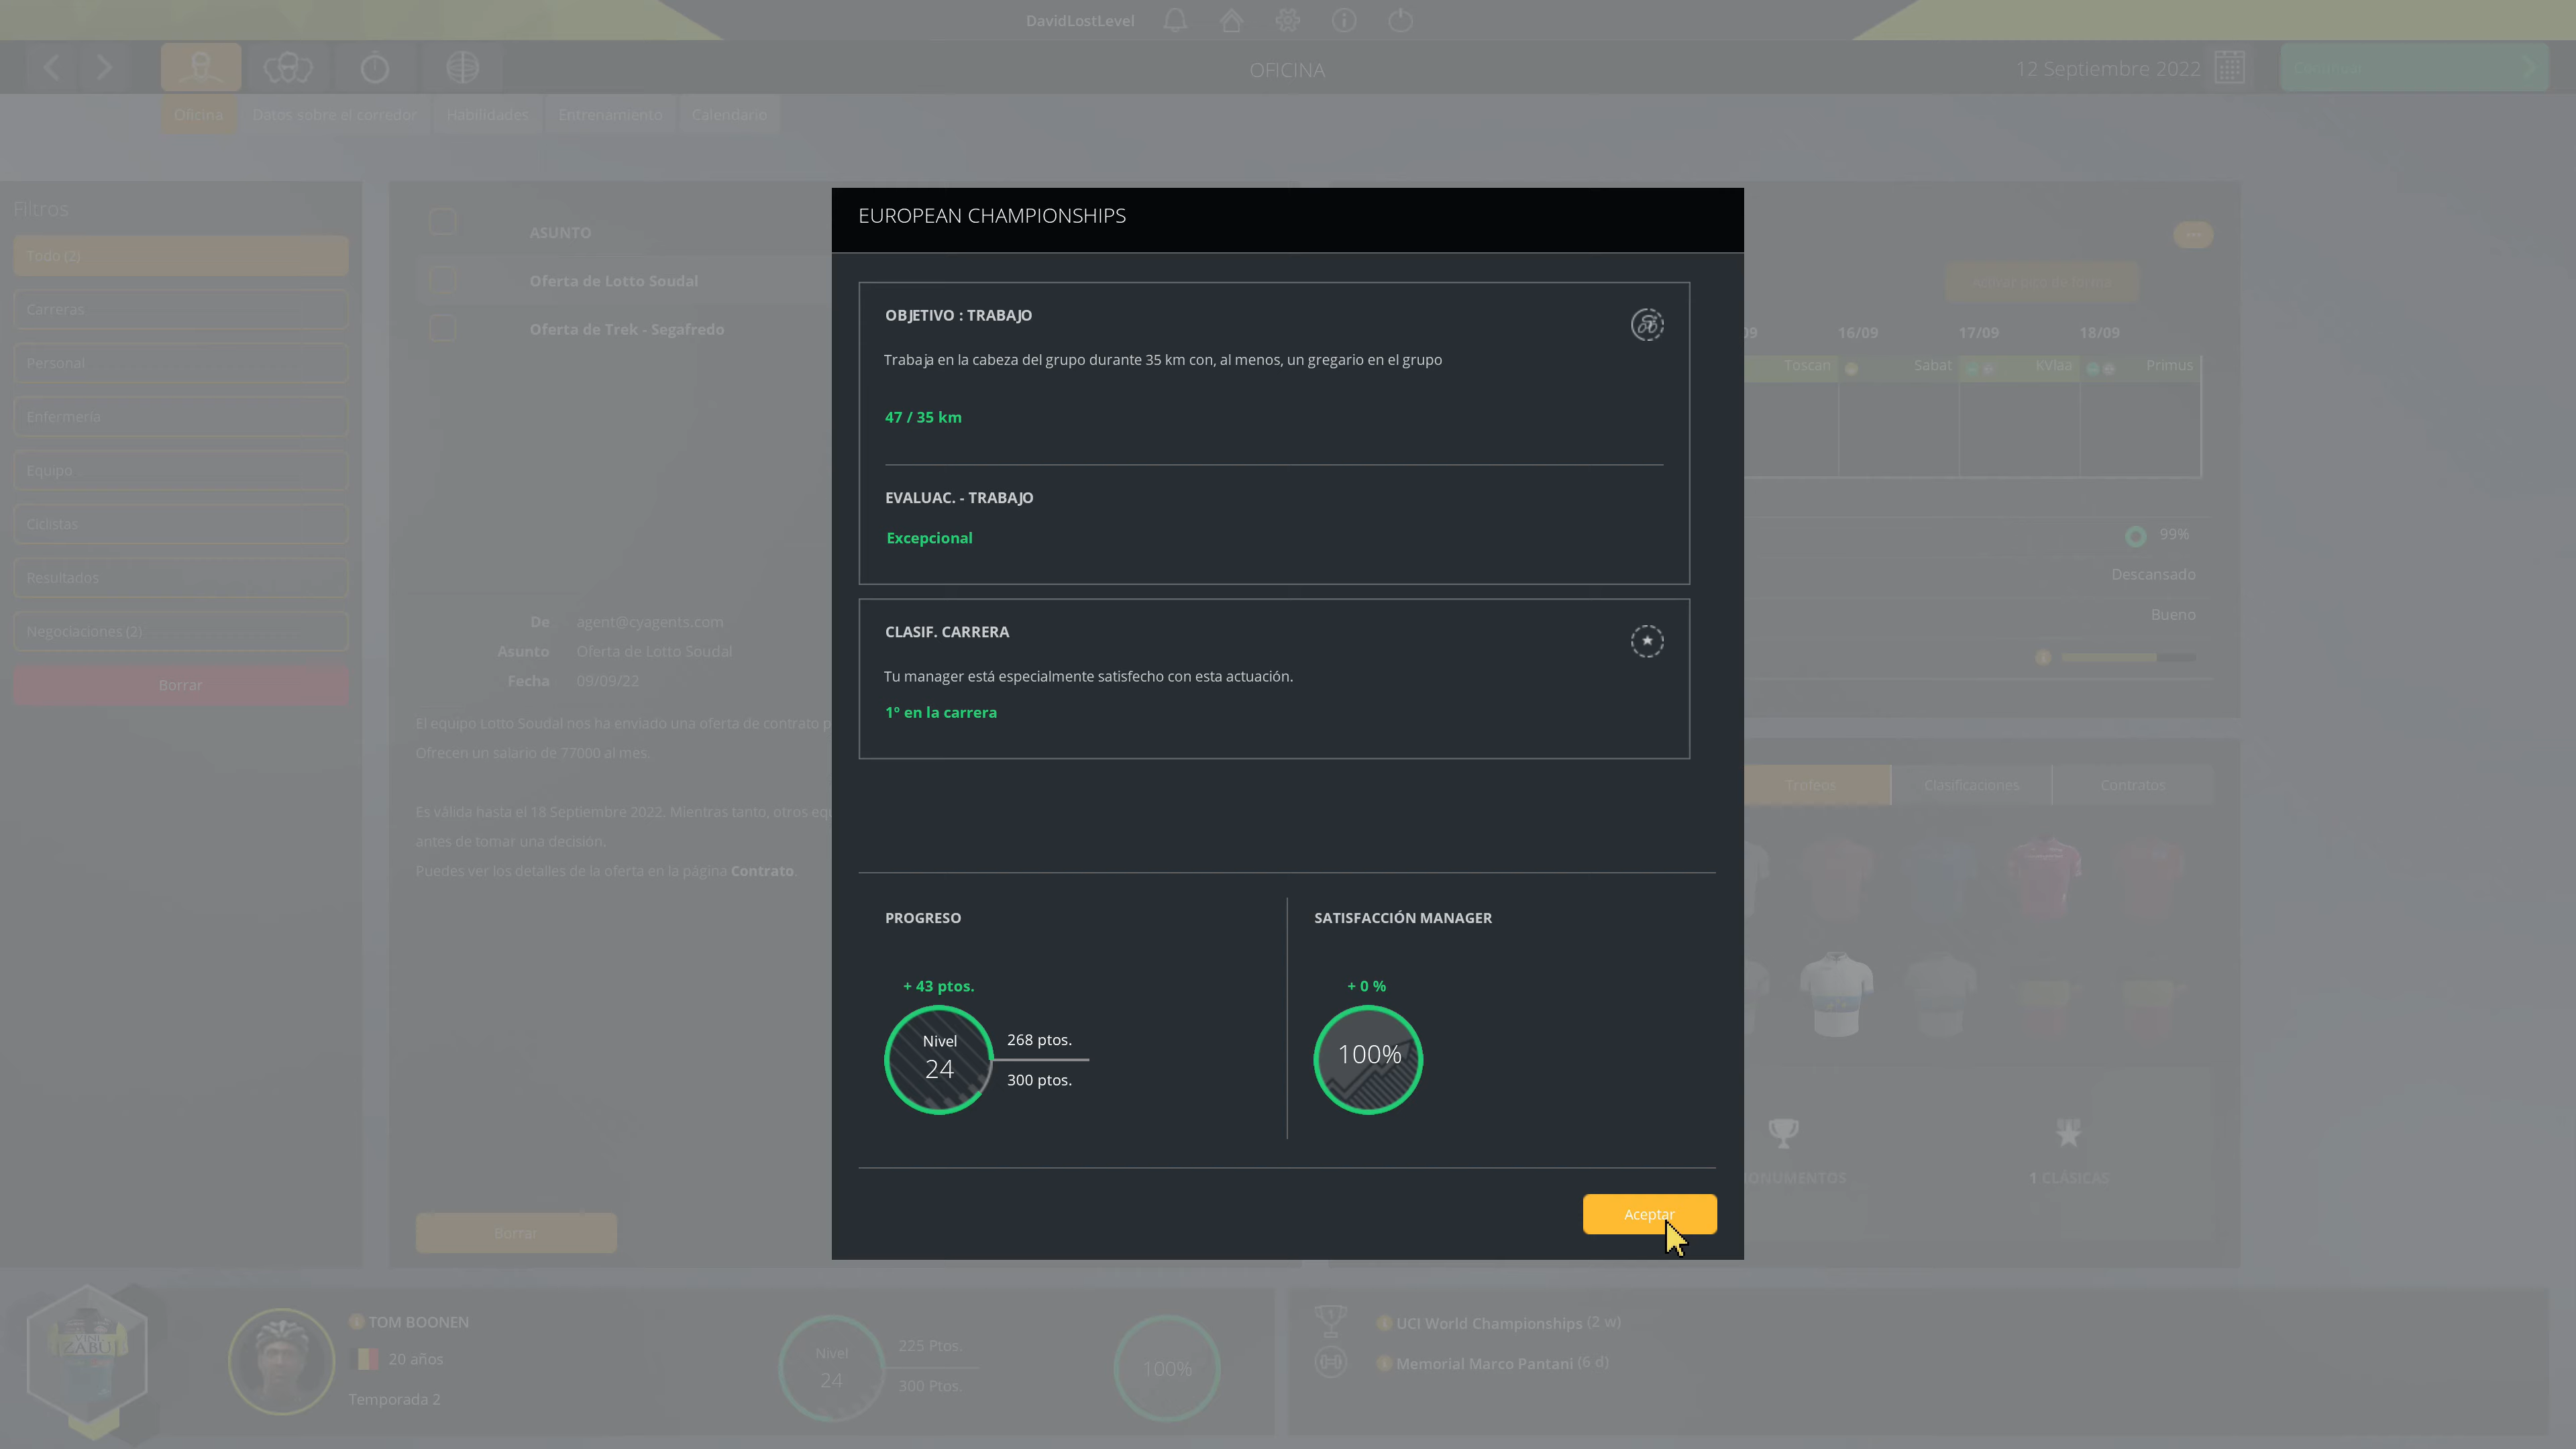 DavidLostLevel
OFICINA
12 Septiembre 2022
Continuar
Oficina
Datos sobre el corredor
Habilidades
Entrenamiento
Calendario
Filtros
Todo (2)
Carreras
Personal
Enfermería
Equipo
Ciclistas
Resultados
Negociaciones (2)
Borrar
ASUNTO
Oferta de Lotto Soudal
Oferta de Trek - Segafredo
De agent@cyagents.com
Asunto Oferta de Lotto Soudal
Fecha 09/09/22
El equipo Lotto Soudal nos ha enviado una oferta de contrato p
Ofrecen un salario de 77000 al mes.
Es válida hasta el 18 Septiembre 2022. Mientras tanto, otros equ
antes de tomar una decisión.
Puedes ver los detalles de la oferta en la página Contrato.
Borrar
EUROPEAN CHAMPIONSHIPS
OBJETIVO : TRABAJO
Trabaja en la cabeza del grupo durante 35 km con, al menos, un gregario en el grupo
47 / 35 km
EVALUAC. - TRABAJO
Excepcional
CLASIF. CARRERA
Tu manager está especialmente satisfecho con esta actuación.
1º en la carrera
PROGRESO
+ 43 ptos.
Nivel
24
268 ptos.
300 ptos.
SATISFACCIÓN MANAGER
+ 0 %
100%
Aceptar
09
16/09
17/09
18/09
Toscan
Sabat
KVlaa
Primus
99%
Descansado
Bueno
Trofeos
Clasificaciones
Contratos
ONUMENTOS
1 CLÁSICAS
VINI
ZABÙ
TOM BOONEN
20 años
Temporada 2
Nivel
24
225 Ptos.
300 Ptos.
100%
UCI World Championships (2 w)
Memorial Marco Pantani (6 d)